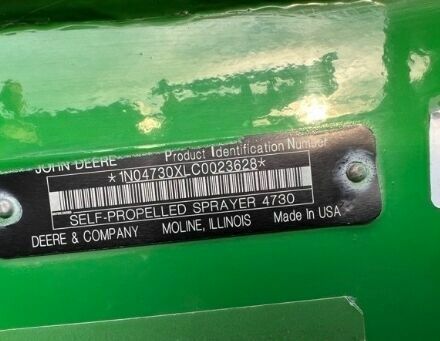 JOHN DEERE Product Identification Number
*1N04730XLC0023628*
SELF-PROPELLED SPRAYER 4730
DEERE & COMPANY MOLINE, ILLINOIS Made In USA